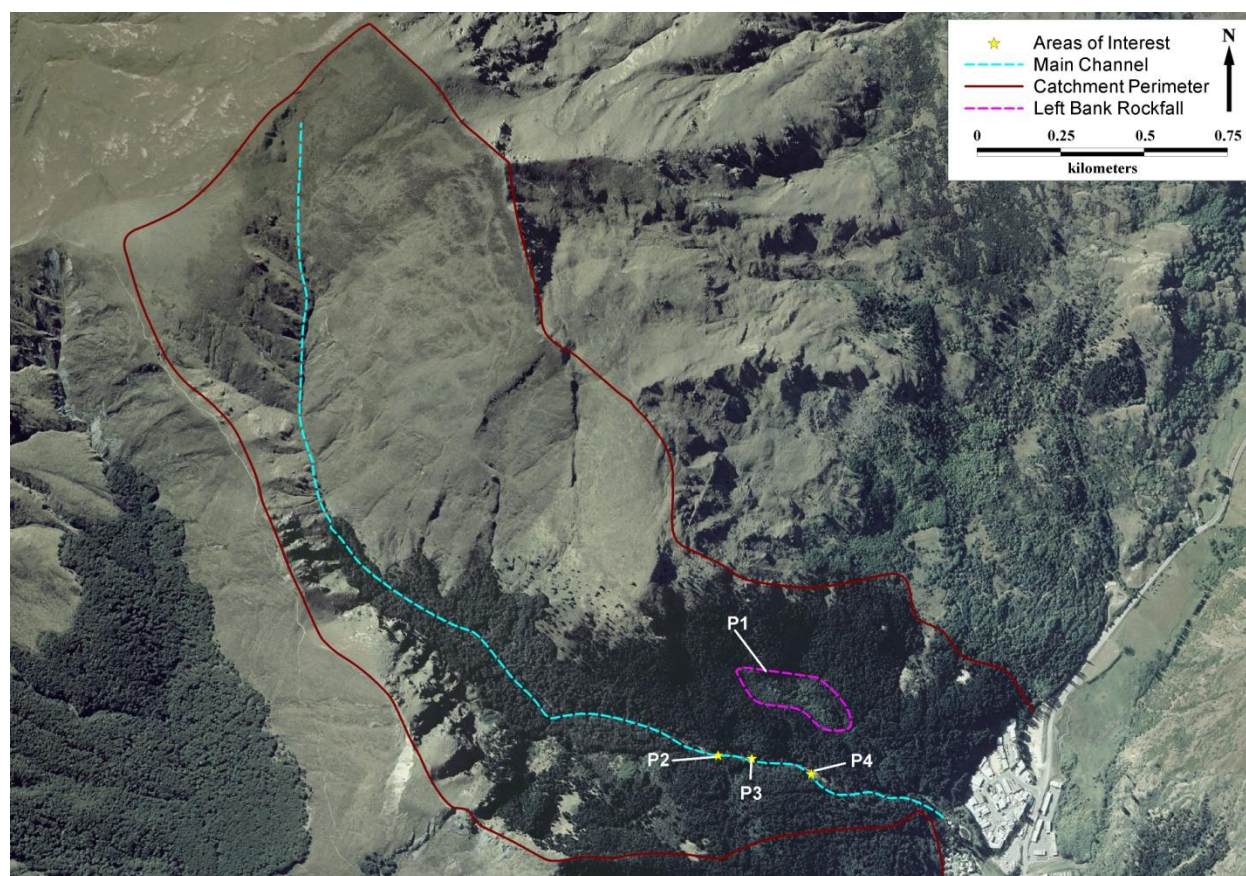 Areas of Interest
Main Channel
Catchment Perimeter
Left Bank Rockfall
N
0 0.25 0.5 0.75
kilometers
P1
P2
P4
P3